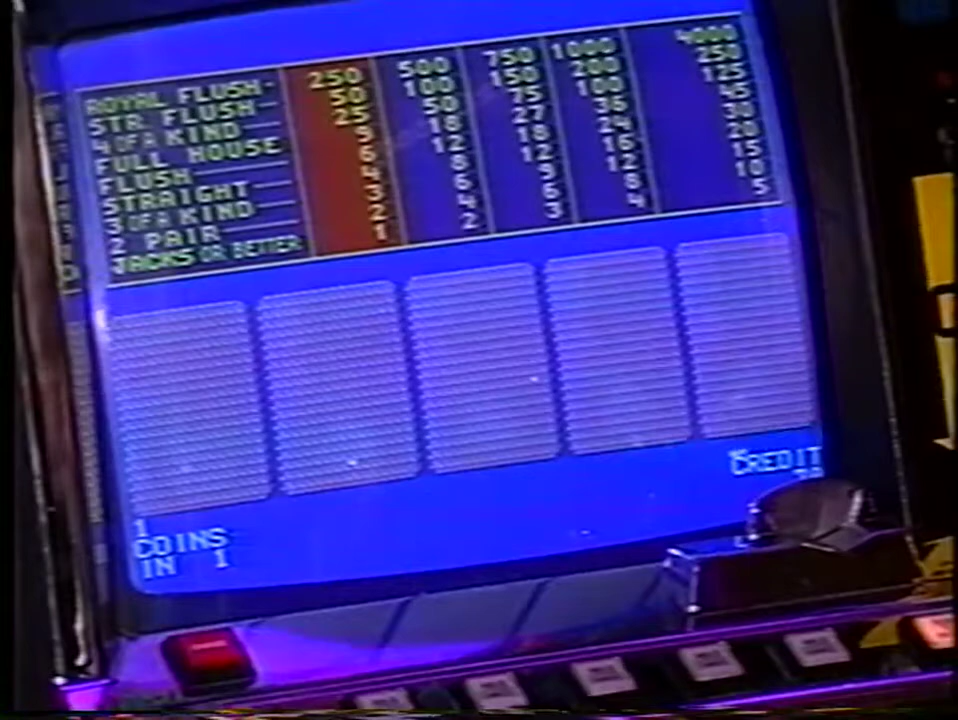 ROYAL FLUSH 250 500 750 1000 4000
STR. FLUSH 50 100 150 200 250
4 OF A KIND 25 50 75 100 125
FULL HOUSE 9 18 27 36 45
FLUSH 6 12 18 24 30
STRAIGHT 4 8 12 16 20
3 OF A KIND 3 6 9 12 15
2 PAIR 2 4 6 8 10
JACKS OR BETTER 1 2 3 4 5
CREDIT
1
COINS
IN 1